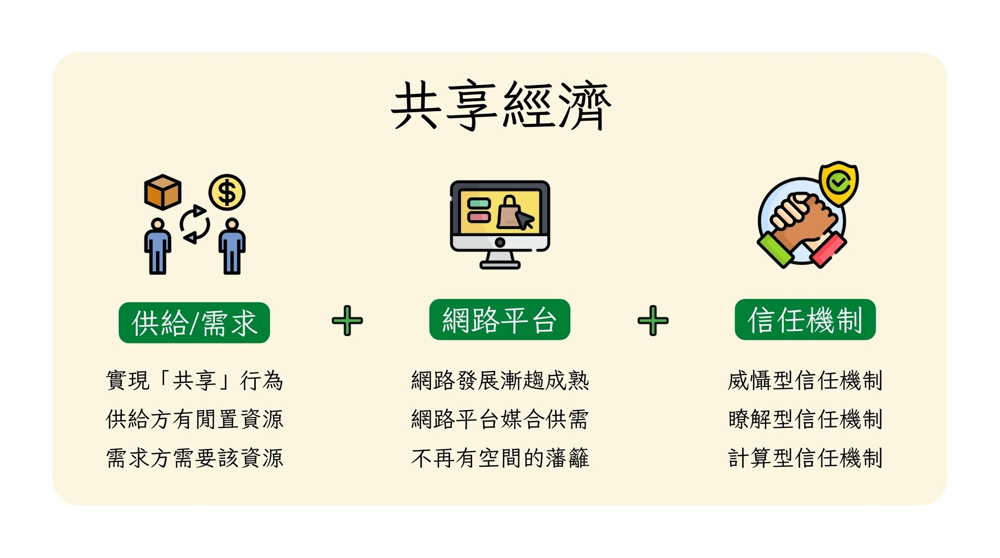 共享經濟
供給/需求
實現「共享」行為
供給方有閒置資源
需求方需要該資源
網路平台
網路發展漸趨成熟
網路平台媒合供需
不再有空間的藩籬
信任機制
威懾型信任機制
瞭解型信任機制
計算型信任機制